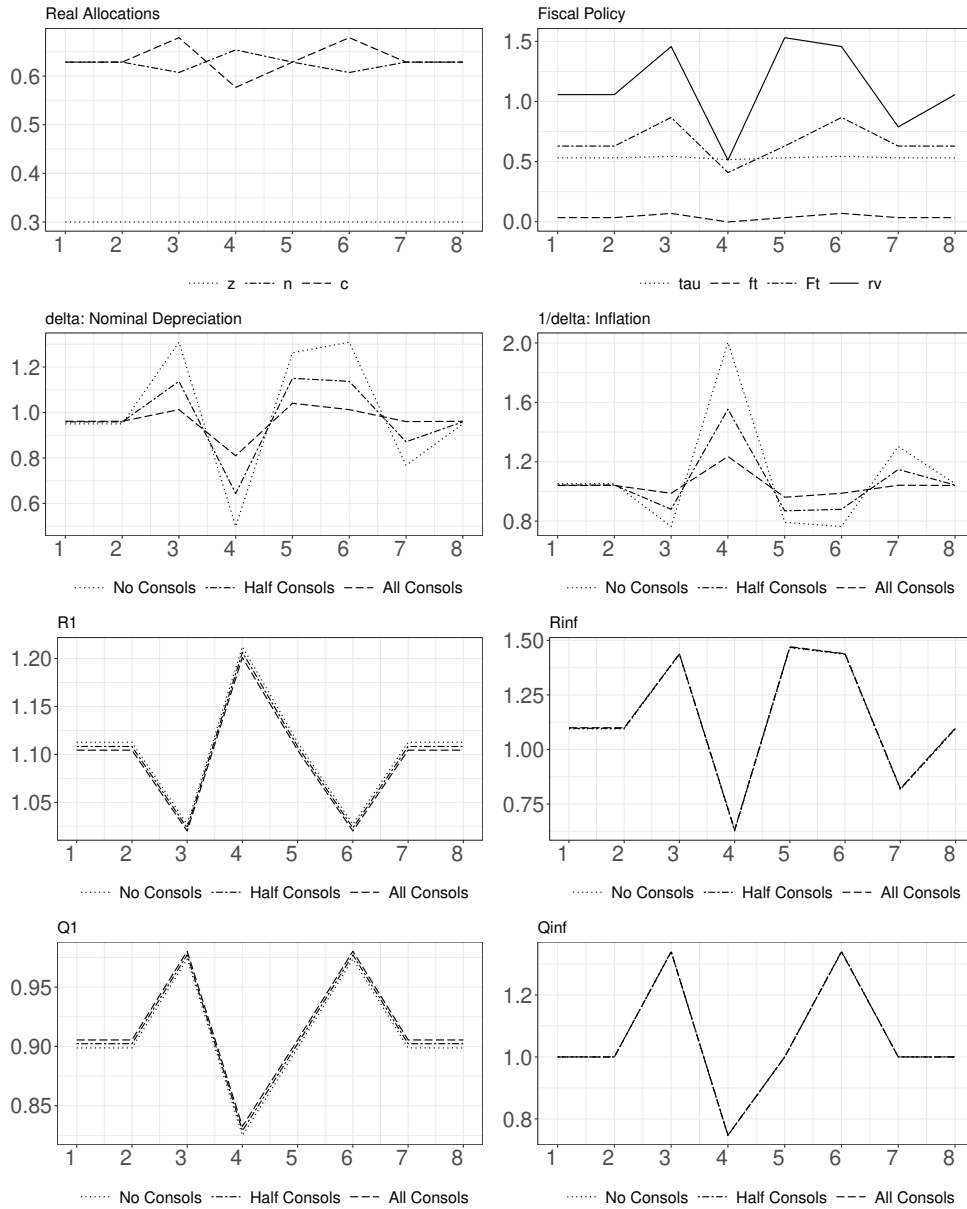 Real Allocations
0.6
0.5
0.4
0.3
1 2 3 4 5 6 7 8
z n c
Fiscal Policy
1.5
1.0
0.5
0.0
1 2 3 4 5 6 7 8
tau ft Ft rv
delta: Nominal Depreciation
1.2
1.0
0.8
0.6
1 2 3 4 5 6 7 8
No Consols Half Consols All Consols
1/delta: Inflation
2.0
1.6
1.2
0.8
1 2 3 4 5 6 7 8
No Consols Half Consols All Consols
R1
1.20
1.15
1.10
1.05
1 2 3 4 5 6 7 8
No Consols Half Consols All Consols
Rinf
1.50
1.25
1.00
0.75
1 2 3 4 5 6 7 8
No Consols Half Consols All Consols
Q1
0.95
0.90
0.85
1 2 3 4 5 6 7 8
No Consols Half Consols All Consols
Qinf
1.2
1.0
0.8
1 2 3 4 5 6 7 8
No Consols Half Consols All Consols